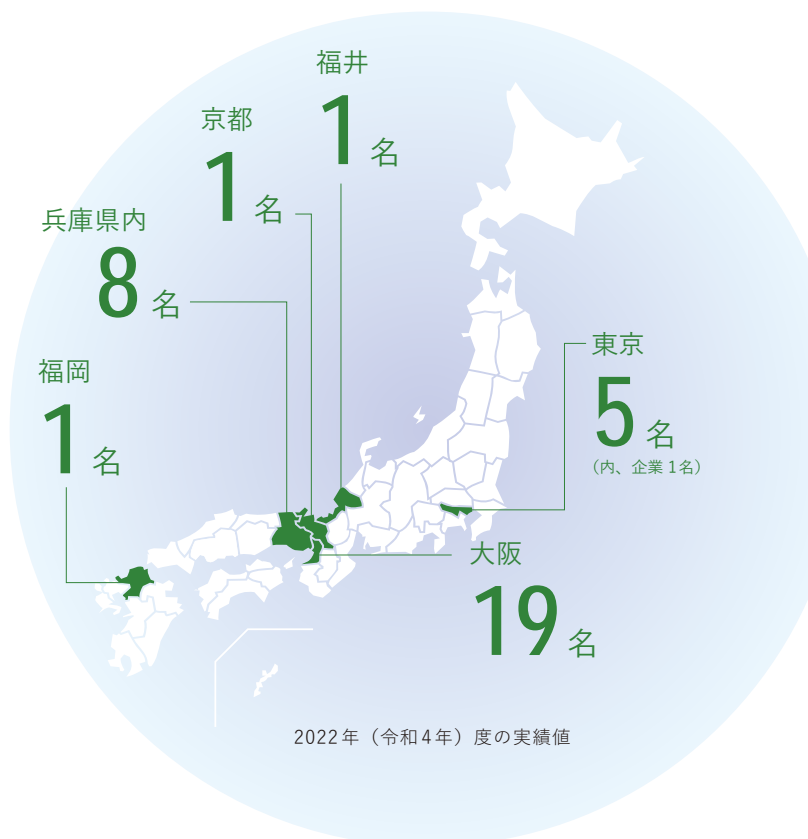 福井
1名
京都
1名
兵庫県内
8名
福岡
1名
東京
5名
（内、企業 1名）
大阪
19名
2022年（令和4年）度の実績値